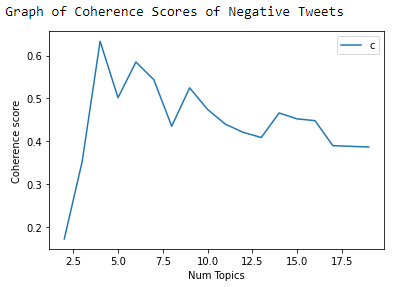 Graph of Coherence Scores of Negative Tweets
c
0.6
0.5
0.4
0.3
0.2
Coherence score
2.5 5.0 7.5 10.0 12.5 15.0 17.5
Num Topics